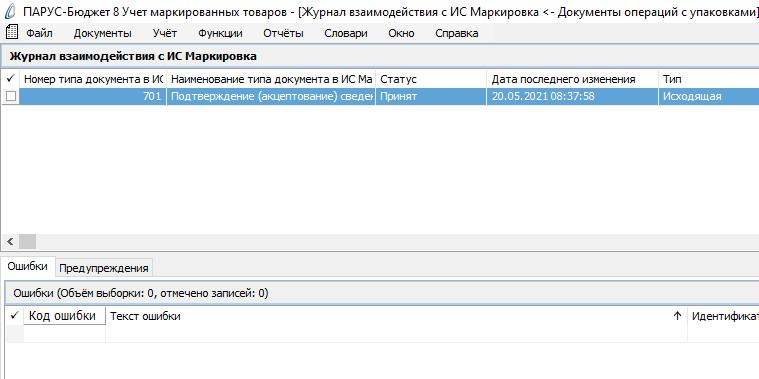 ПАРУС-Бюджет 8 Учет маркированных товаров - [Журнал взаимодействия с ИС Маркировка <- Документы операций с упаковками]
Файл Документы Учёт Функции Отчёты Словари Окно Справка
Журнал взаимодействия с ИС Маркировка
✓ Номер типа документа в ИС Наименование типа документа в ИС Ма Статус Дата последнего изменения Тип
701 Подтверждение (акцептование) сведен Принят 20.05.2021 08:37:58 Исходящая
Ошибки Предупреждения
Ошибки (Объём выборки: 0, отмечено записей: 0)
✓ Код ошибки Текст ошибки Идентификат